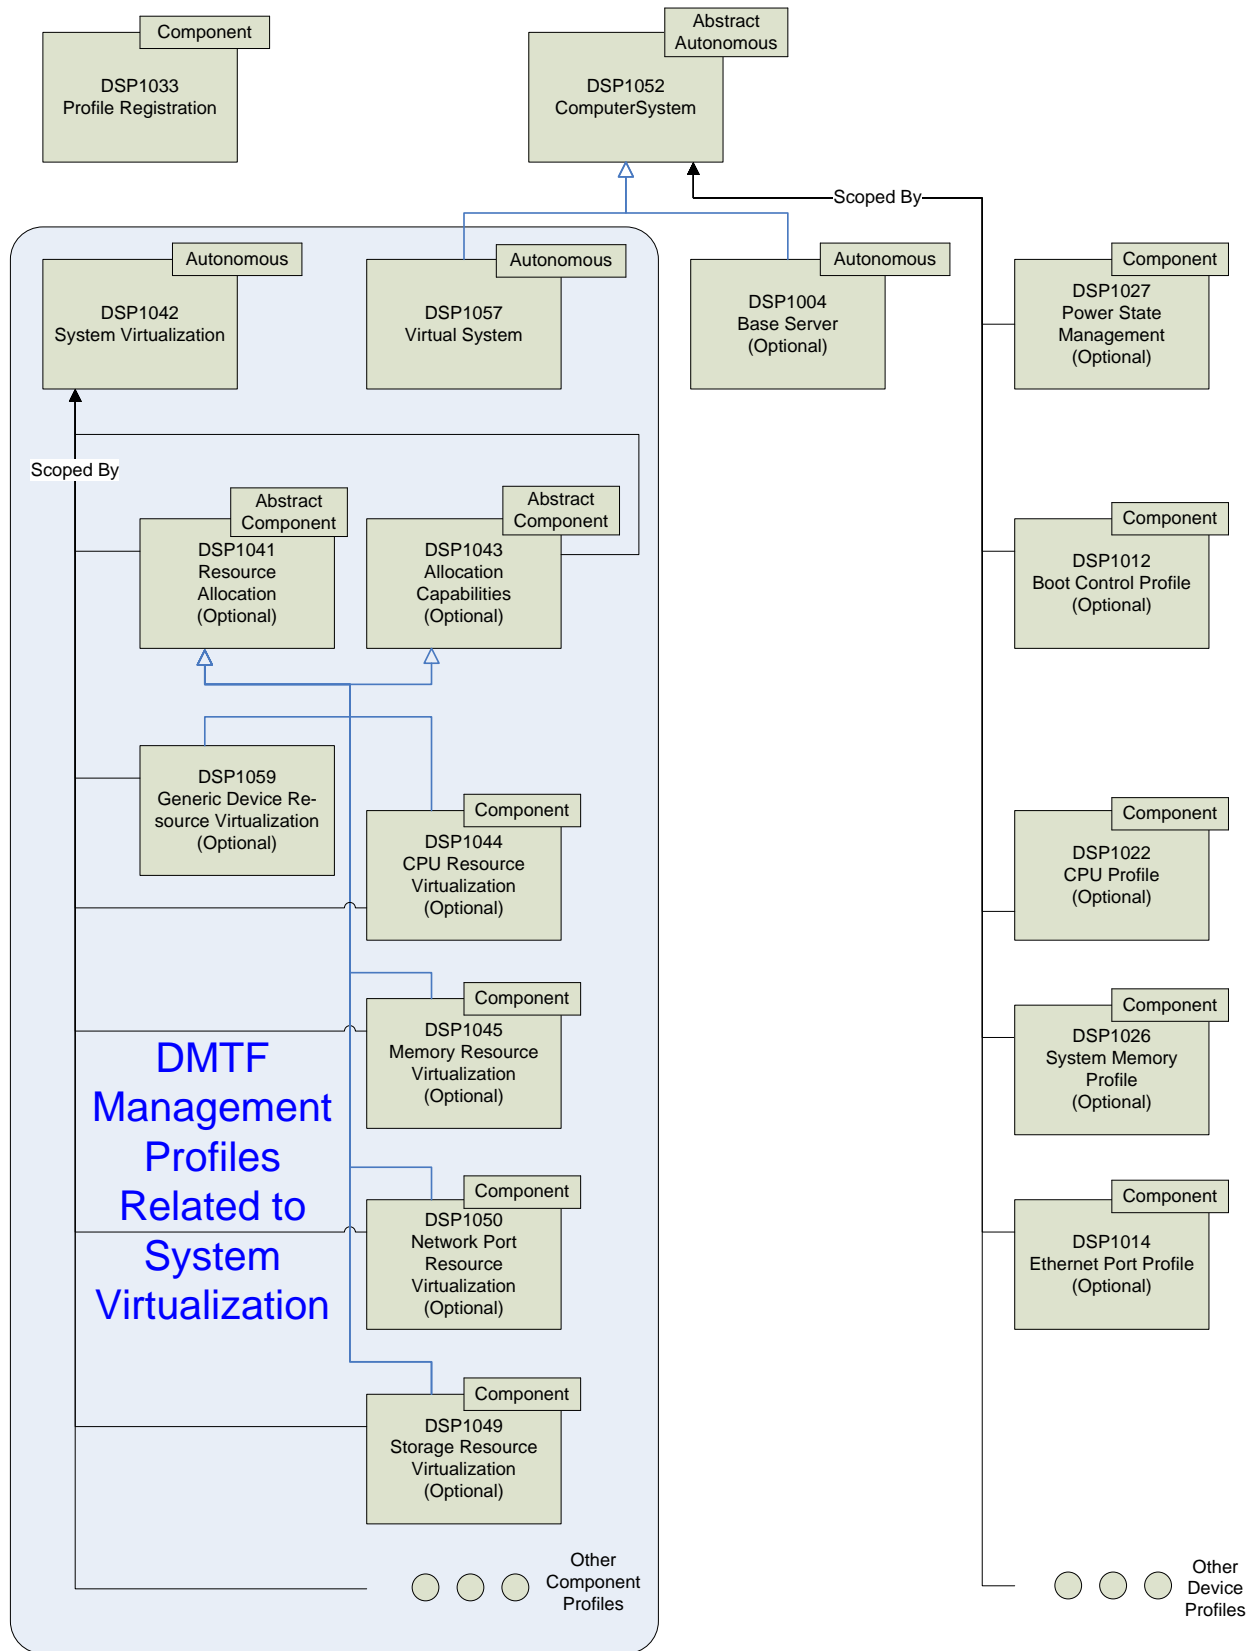 Component
DSP1033
Profile Registration
Abstract
Autonomous
DSP1052
ComputerSystem
Scoped By
Autonomous
DSP1042
System Virtualization
Autonomous
DSP1057
Virtual System
Autonomous
DSP1004
Base Server
(Optional)
Component
DSP1027
Power State
Management
(Optional)
Scoped By
Abstract
Component
DSP1041
Resource
Allocation
(Optional)
Abstract
Component
DSP1043
Allocation
Capabilities
(Optional)
Component
DSP1012
Boot Control Profile
(Optional)
DSP1059
Generic Device Re-
source Virtualization
(Optional)
Component
DSP1044
CPU Resource
Virtualization
(Optional)
Component
DSP1022
CPU Profile
(Optional)
Component
DSP1045
Memory Resource
Virtualization
(Optional)
Component
DSP1026
System Memory
Profile
(Optional)
DMTF
Management
Profiles
Related to
System
Virtualization
Component
DSP1050
Network Port
Resource
Virtualization
(Optional)
Component
DSP1014
Ethernet Port Profile
(Optional)
Component
DSP1049
Storage Resource
Virtualization
(Optional)
Other
Component
Profiles
Other
Device
Profiles